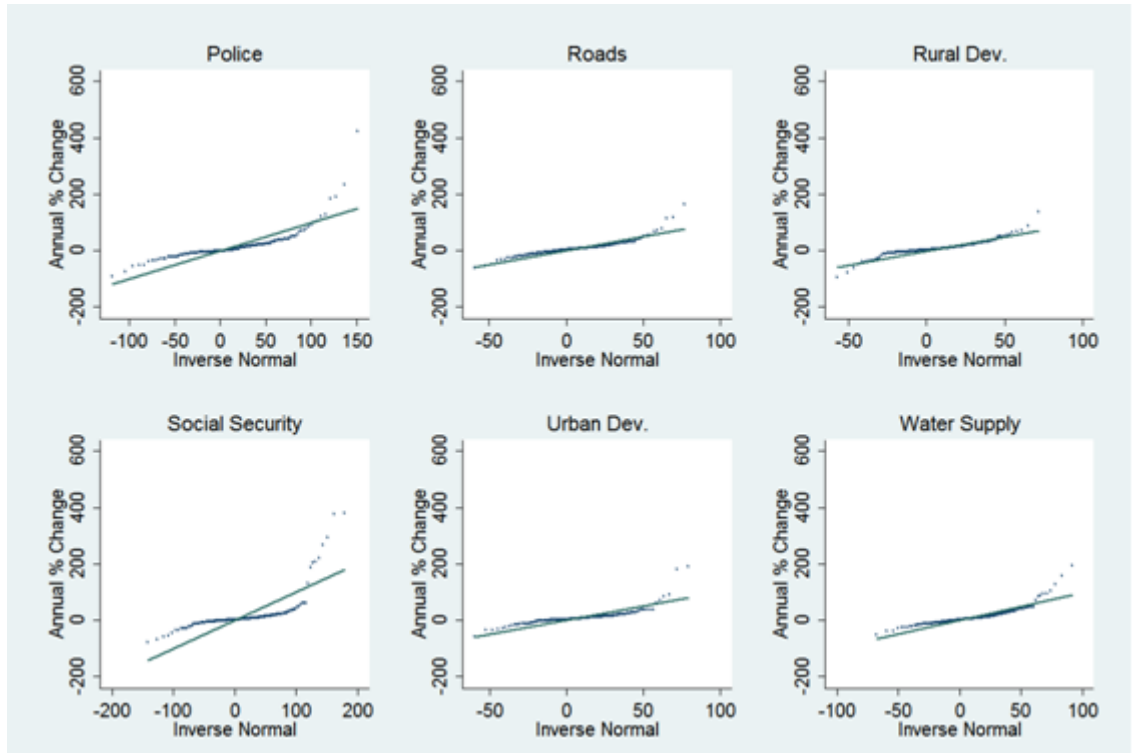 Police
Annual % Change
600
400
200
0
-200
-100 -50 0 50 100 150
Inverse Normal
Roads
Annual % Change
600
400
200
0
-200
-50 0 50 100
Inverse Normal
Rural Dev.
Annual % Change
600
400
200
0
-200
-50 0 50 100
Inverse Normal
Social Security
Annual % Change
600
400
200
0
-200
-200 -100 0 100 200
Inverse Normal
Urban Dev.
Annual % Change
600
400
200
0
-200
-50 0 50 100
Inverse Normal
Water Supply
Annual % Change
600
400
200
0
-200
-100 -50 0 50 100
Inverse Normal